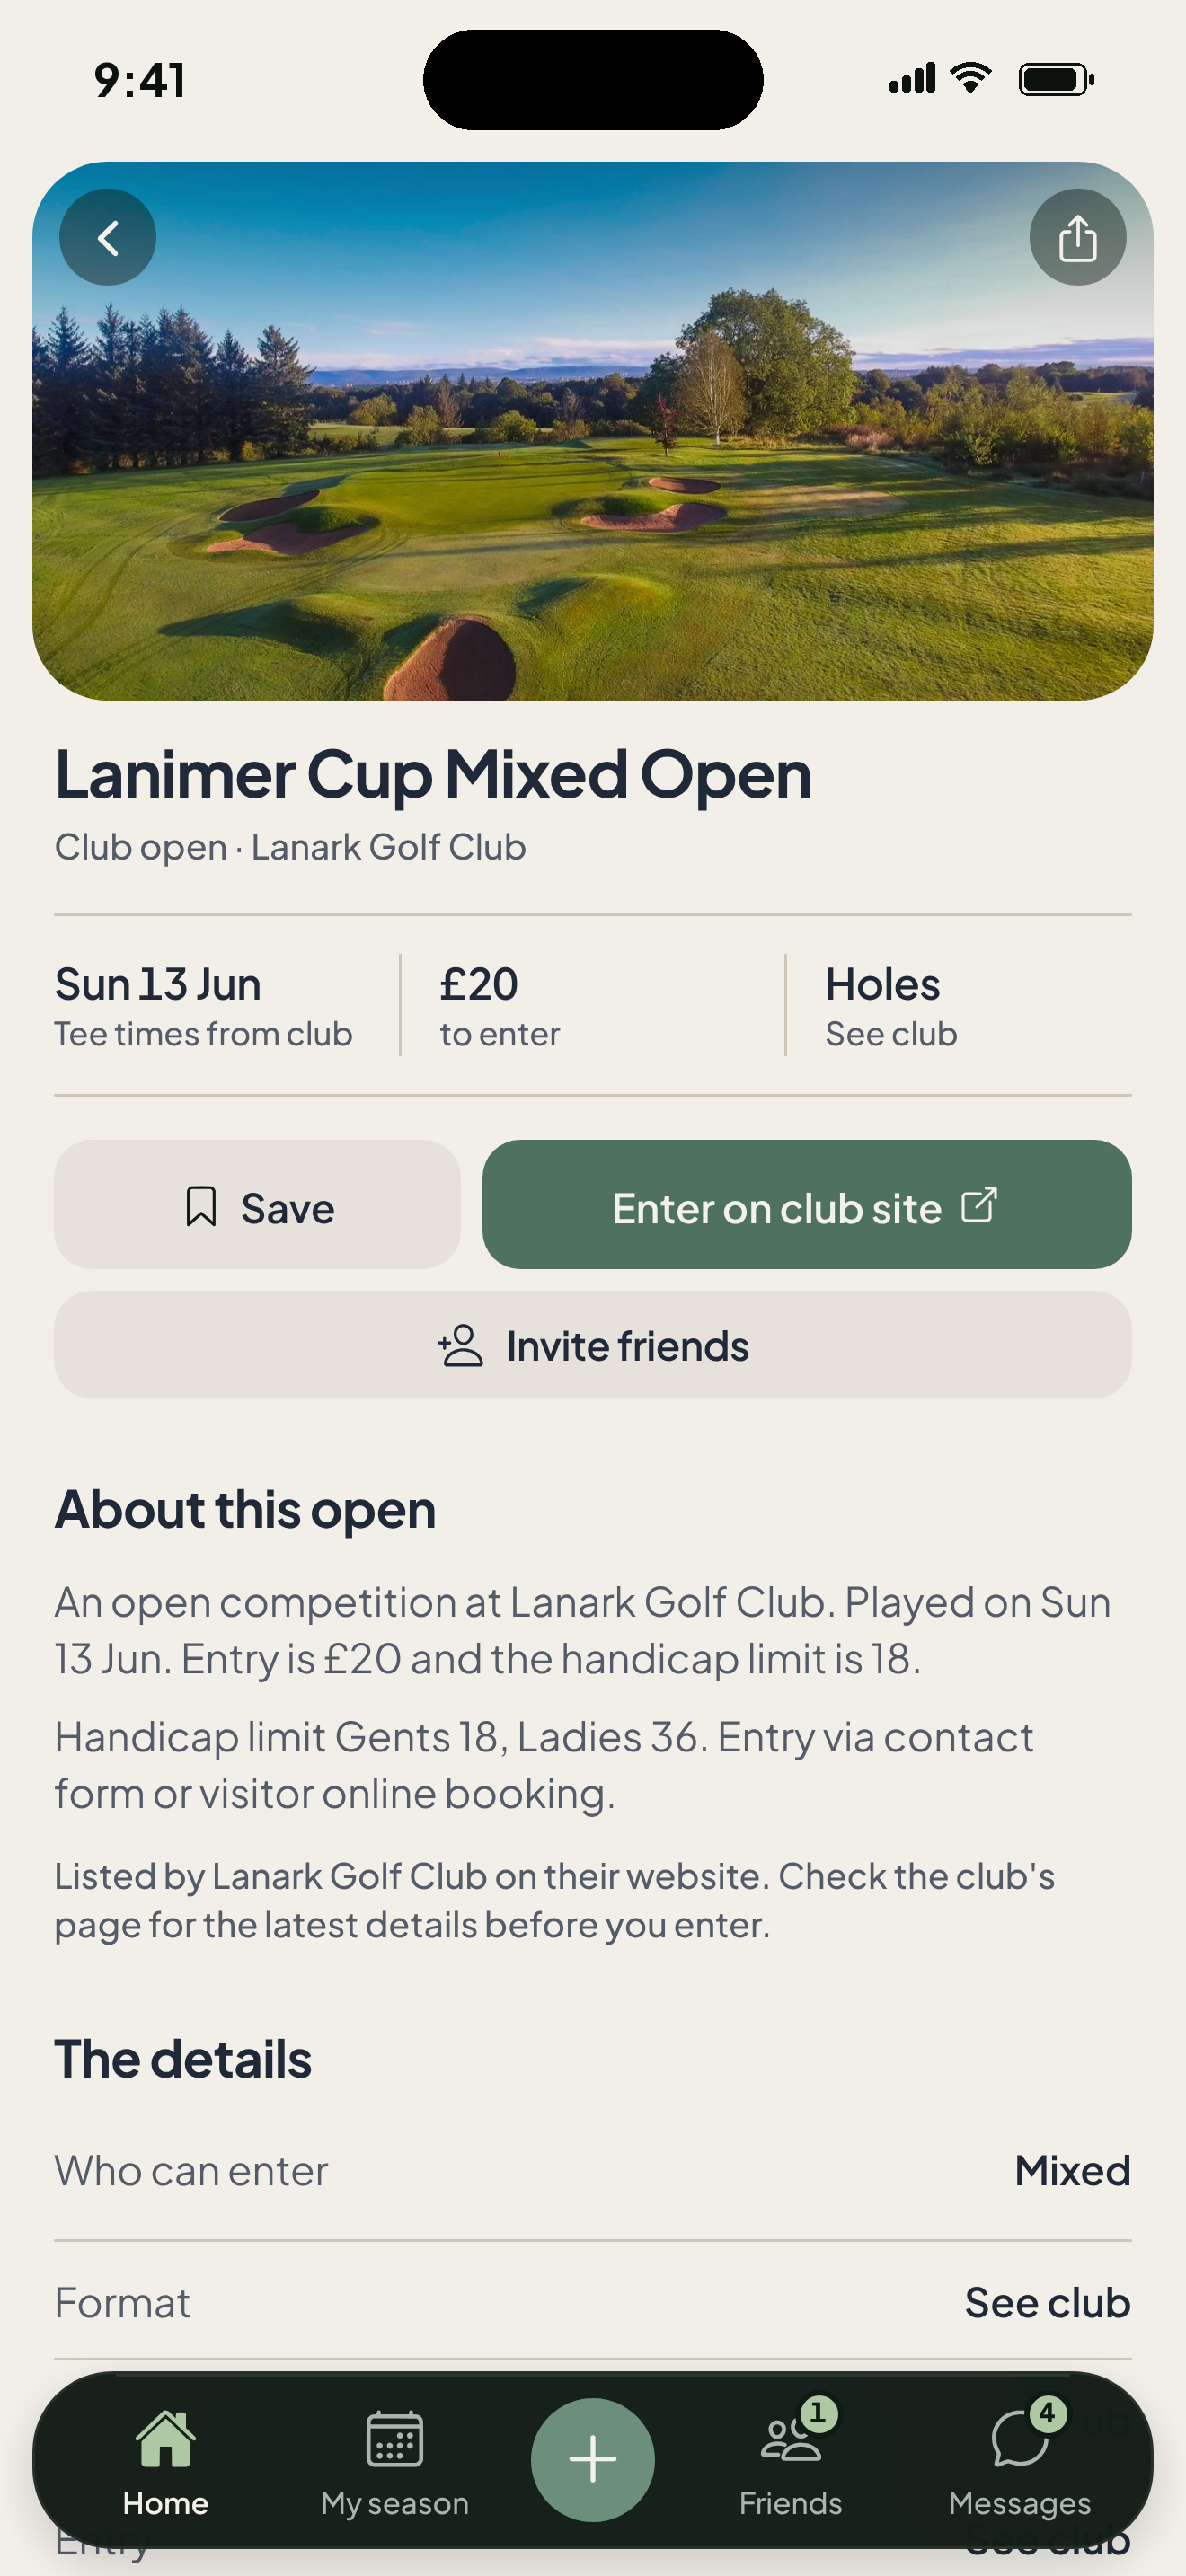 9:41
Lanimer Cup Mixed Open
Club open · Lanark Golf Club
Sun 13 Jun
Tee times from club
£20
to enter
Holes
See club
Save
Enter on club site
Invite friends
About this open
An open competition at Lanark Golf Club. Played on Sun
13 Jun. Entry is £20 and the handicap limit is 18.
Handicap limit Gents 18, Ladies 36. Entry via contact
form or visitor online booking.
Listed by Lanark Golf Club on their website. Check the club's
page for the latest details before you enter.
The details
Who can enter
Mixed
Format
See club
1
4
Home
My season
Friends
Messages
Entry
See club